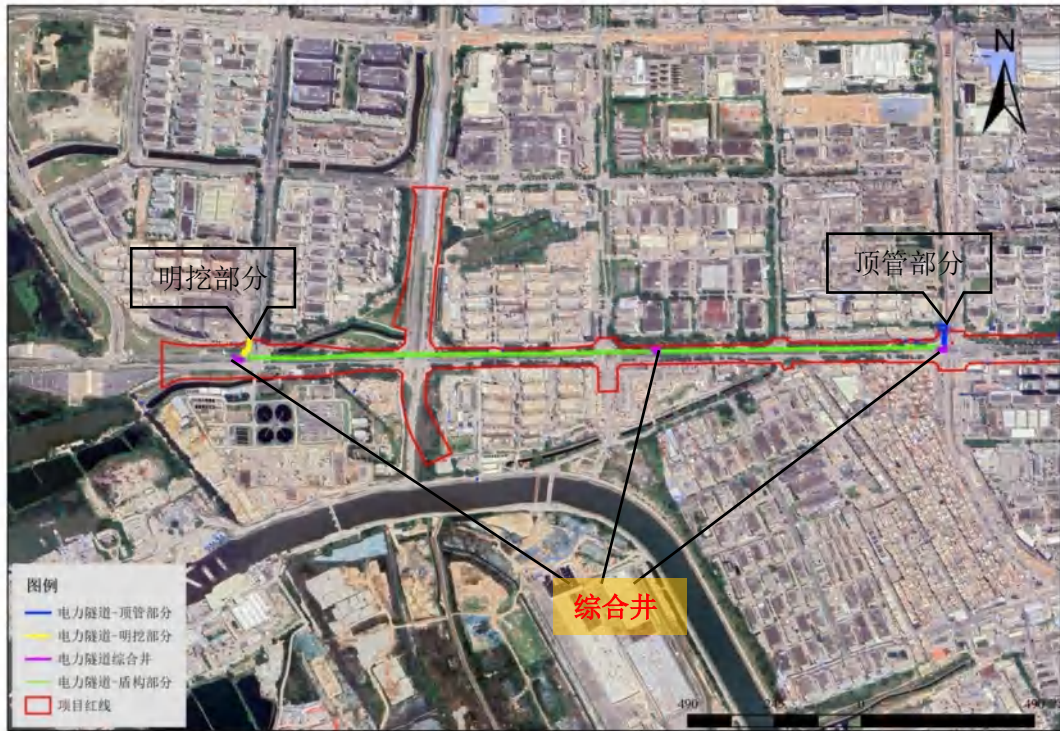 N
明挖部分
顶管部分
综合井
图例
电力隧道-顶管部分
电力隧道-明挖部分
电力隧道综合井
电力隧道-盾构部分
项目红线
490 245 0 490